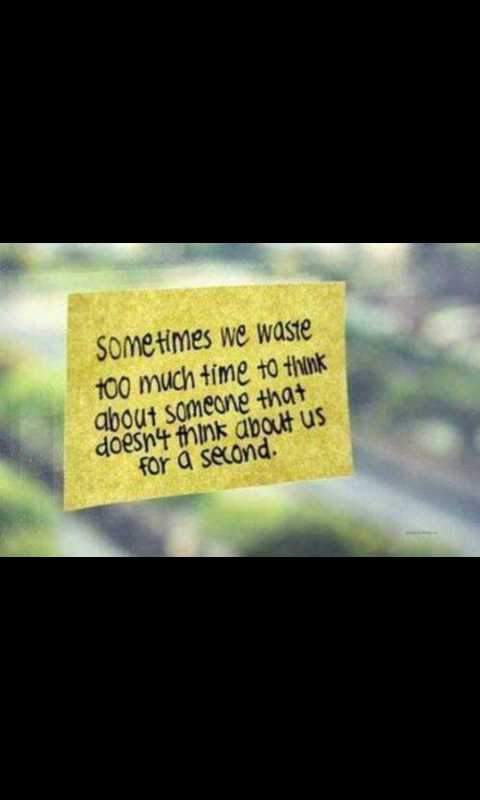 sometimes we waste
too much time to think
about someone that
doesn't think about us
for a second.